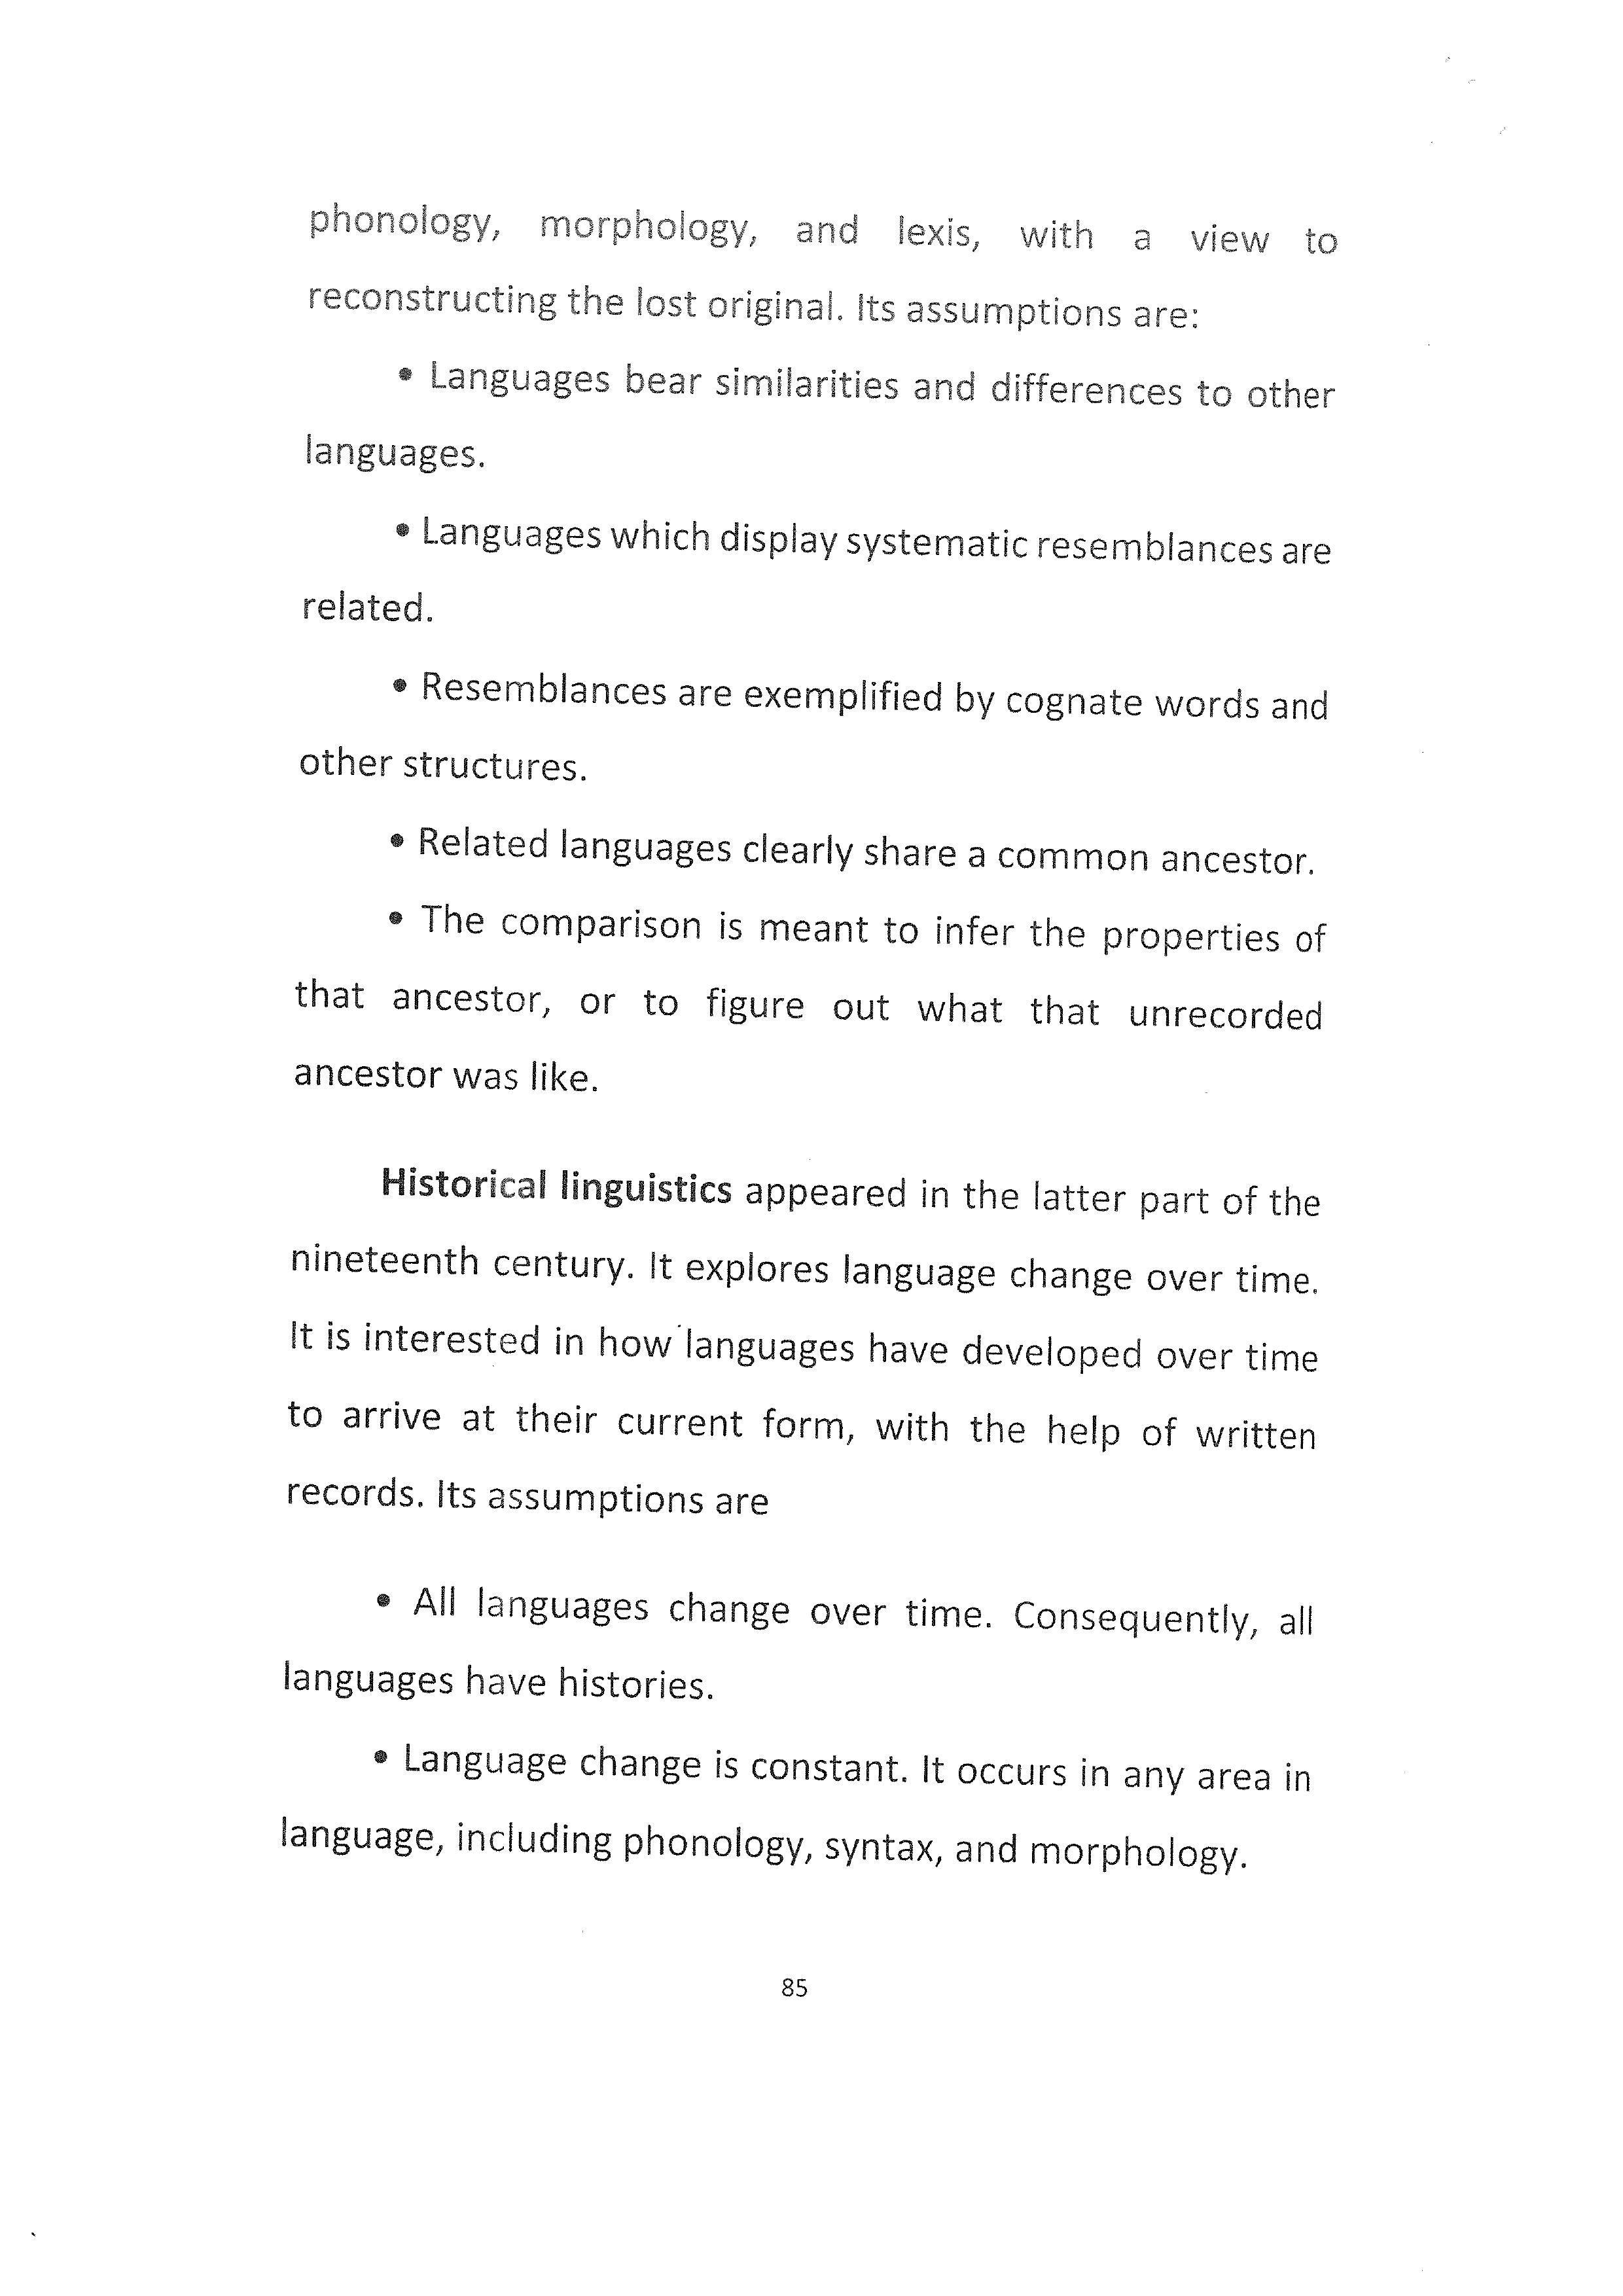 phonology, morphology, and lexis, with a view to
reconstructing the lost original. Its assumptions are:
• Languages bear similarities and differences to other
languages.
• Languages which display systematic resemblances are
related.
• Resemblances are exemplified by cognate words and
other structures.
• Related languages clearly share a common ancestor.
• The comparison is meant to infer the properties of
that ancestor, or to figure out what that unrecorded
ancestor was like.
Historical linguistics appeared in the latter part of the
nineteenth century. It explores language change over time.
It is interested in how languages have developed over time
to arrive at their current form, with the help of written
records. Its assumptions are
• All languages change over time. Consequently, all
languages have histories.
• Language change is constant. It occurs in any area in
language, including phonology, syntax, and morphology.
85